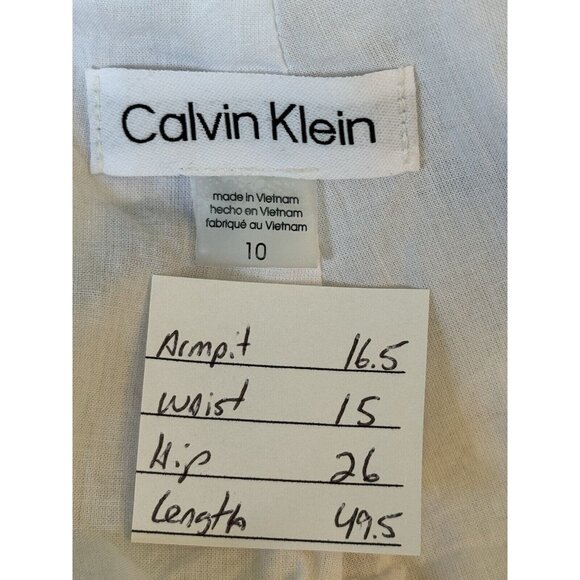 Calvin Klein
made in Vietnam
hecho en Vietnam
fabriqué au Vietnam
10
Armpit 16.5
Waist 15
Hip 26
Length 49.5